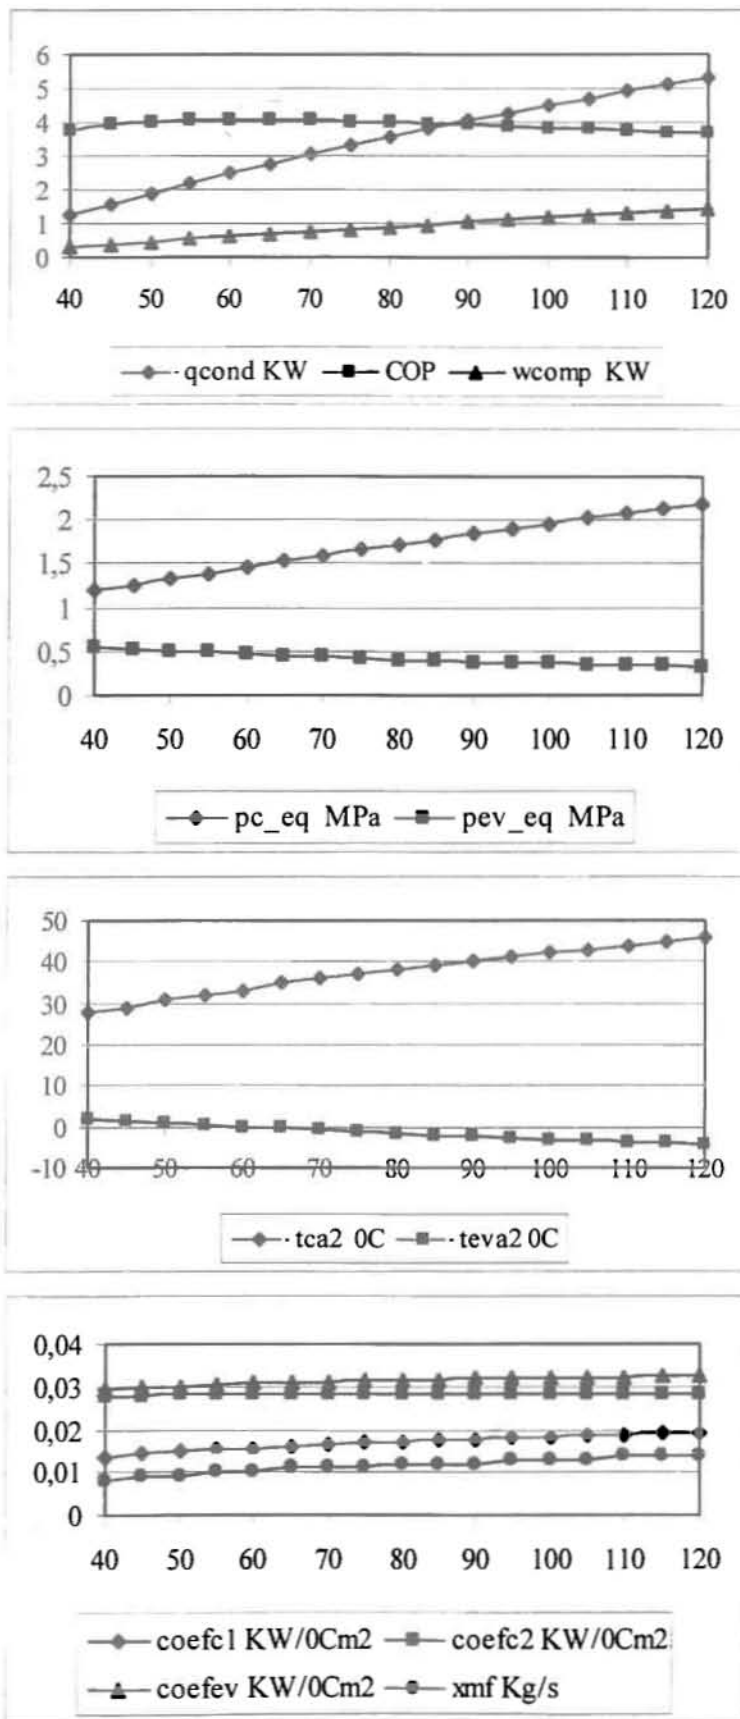 6
5
4
3
2
1
0
40 50 60 70 80 90 100 110 120
qcond KW COP wcomp KW
2,5
2
1,5
1
0,5
0
40 50 60 70 80 90 100 110 120
pc_eq MPa pev_eq MPa
50
40
30
20
10
0
-10
40 50 60 70 80 90 100 110 120
tca2 0C teva2 0C
0,04
0,03
0,02
0,01
0
40 50 60 70 80 90 100 110 120
coefc1 KW/0Cm2 coefc2 KW/0Cm2
coefev KW/0Cm2 xmf Kg/s